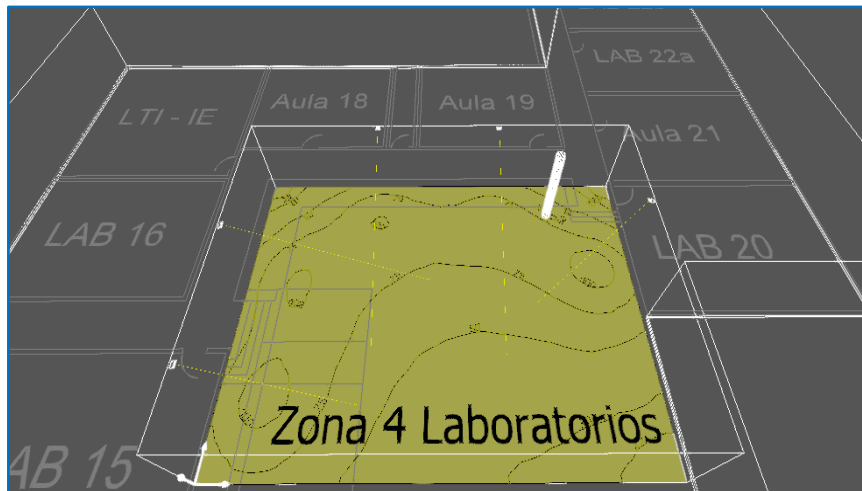 LAB 22a
Aula 18
Aula 19
LTI - IE
Aula 21
LAB 16
LAB 20
Zona 4 Laboratorios
LAB 15